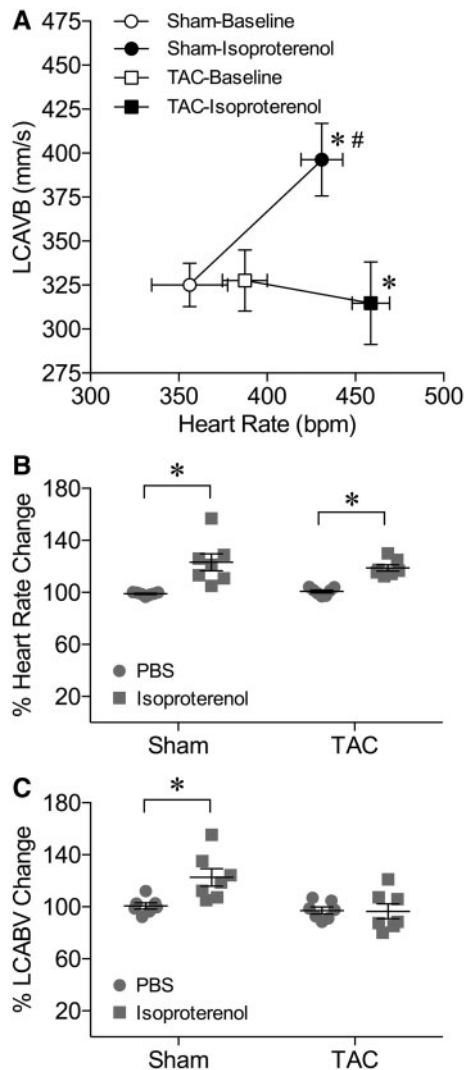 A
Sham-Baseline
Sham-Isoproterenol
TAC-Baseline
TAC-Isoproterenol
LCAVB (mm/s)
475
450
425
400
375
350
325
300
275
* #
*
300 350 400 450 500
Heart Rate (bpm)
B
% Heart Rate Change
180
140
100
60
20
*
*
PBS
Isoproterenol
Sham TAC
C
% LCABV Change
180
140
100
60
20
*
PBS
Isoproterenol
Sham TAC